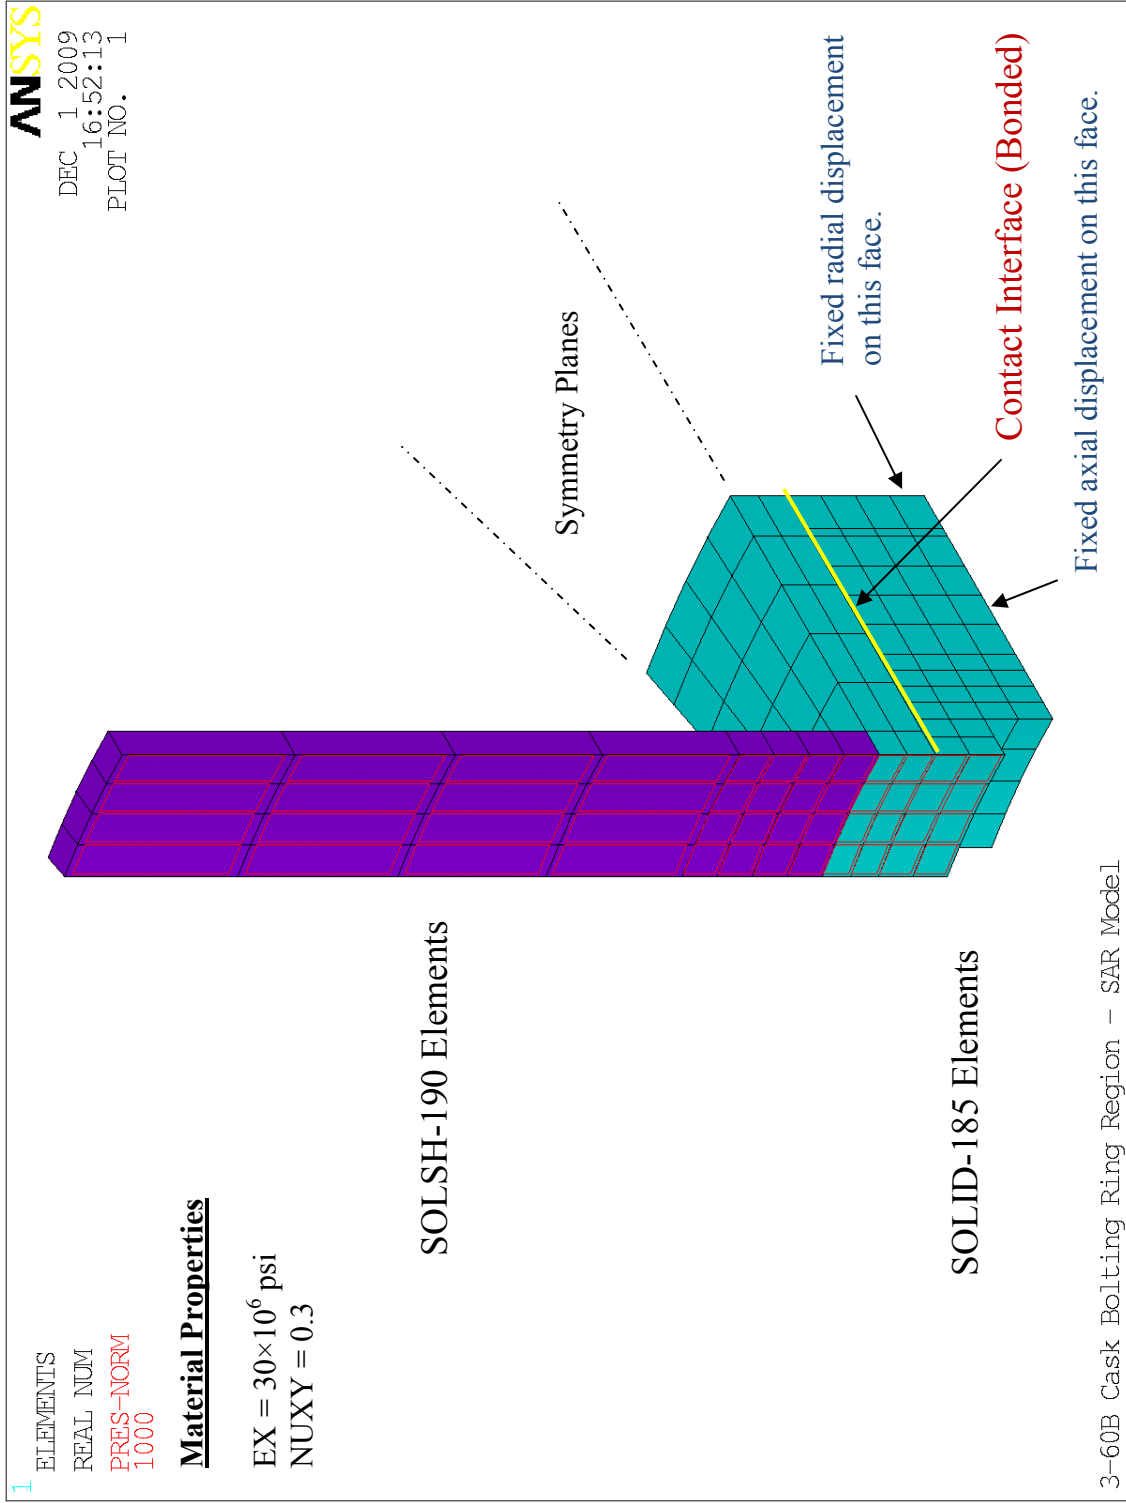 1
ELEMENTS
REAL NUM
PRES-NORM
1000
ANSYS
DEC 1 2009
16:52:13
PLOT NO. 1
Material Properties
EX = 30×10⁶ psi
NUXY = 0.3
SOLSH-190 Elements
SOLID-185 Elements
Symmetry Planes
Fixed radial displacement
on this face.
Contact Interface (Bonded)
Fixed axial displacement on this face.
3-60B Cask Bolting Ring Region - SAR Model